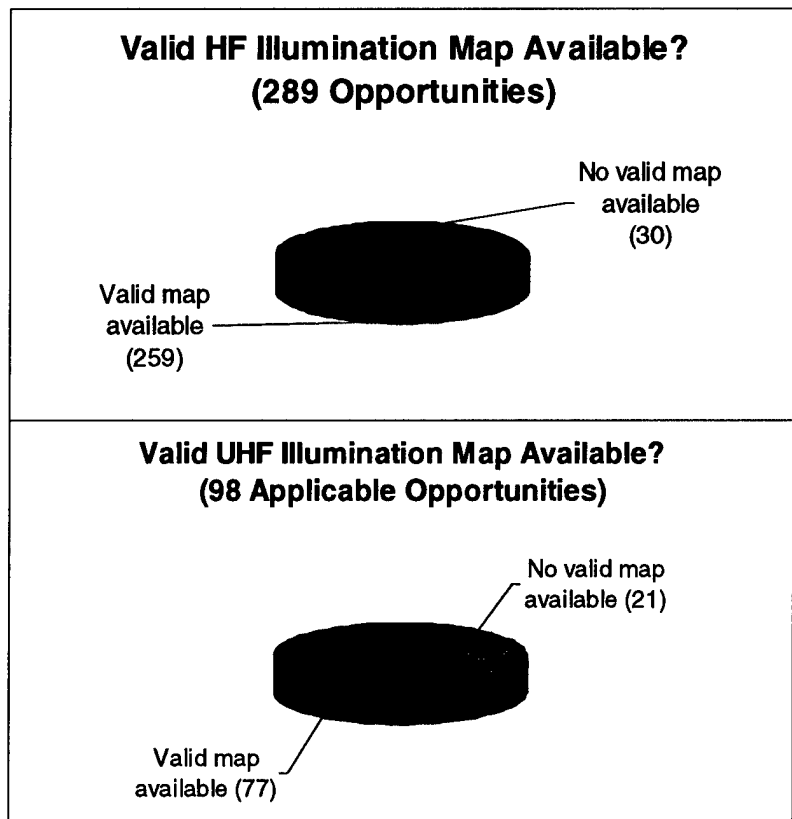 Valid HF Illumination Map Available?
(289 Opportunities)
No valid map
available
(30)
Valid map
available
(259)
Valid UHF Illumination Map Available?
(98 Applicable Opportunities)
No valid map
available (21)
Valid map
available (77)